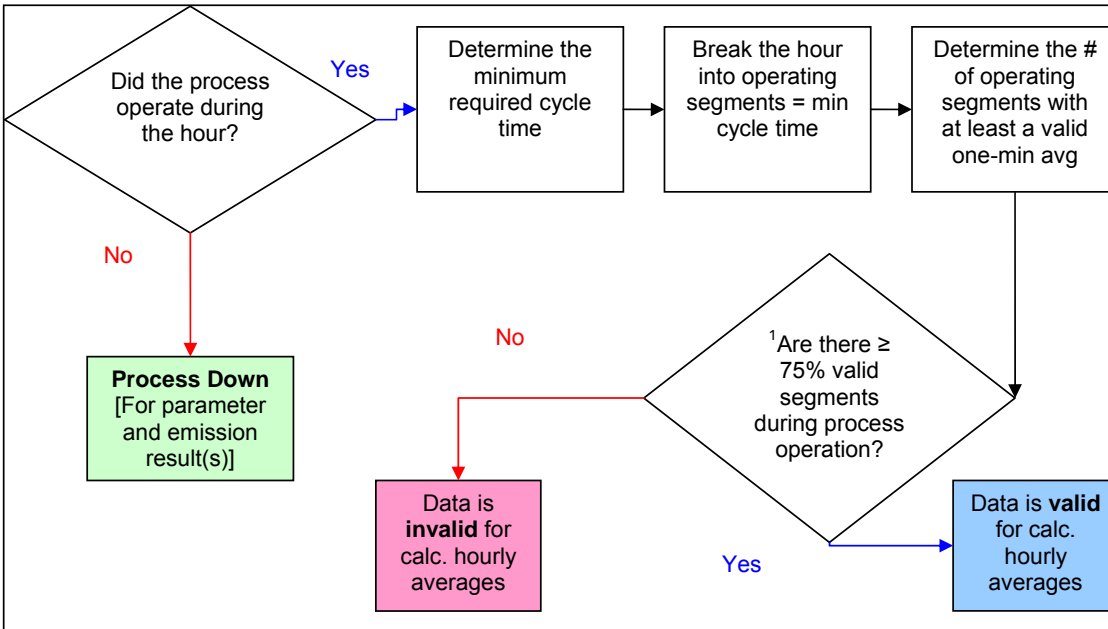 Did the process
operate during
the hour?
Yes
Determine the
minimum
required cycle
time
Break the hour
into operating
segments = min
cycle time
Determine the #
of operating
segments with
at least a valid
one-min avg
No
Process Down
[For parameter
and emission
result(s)]
¹Are there ≥
75% valid
segments
during process
operation?
No
Data is
invalid for
calc. hourly
averages
Yes
Data is valid
for calc.
hourly
averages